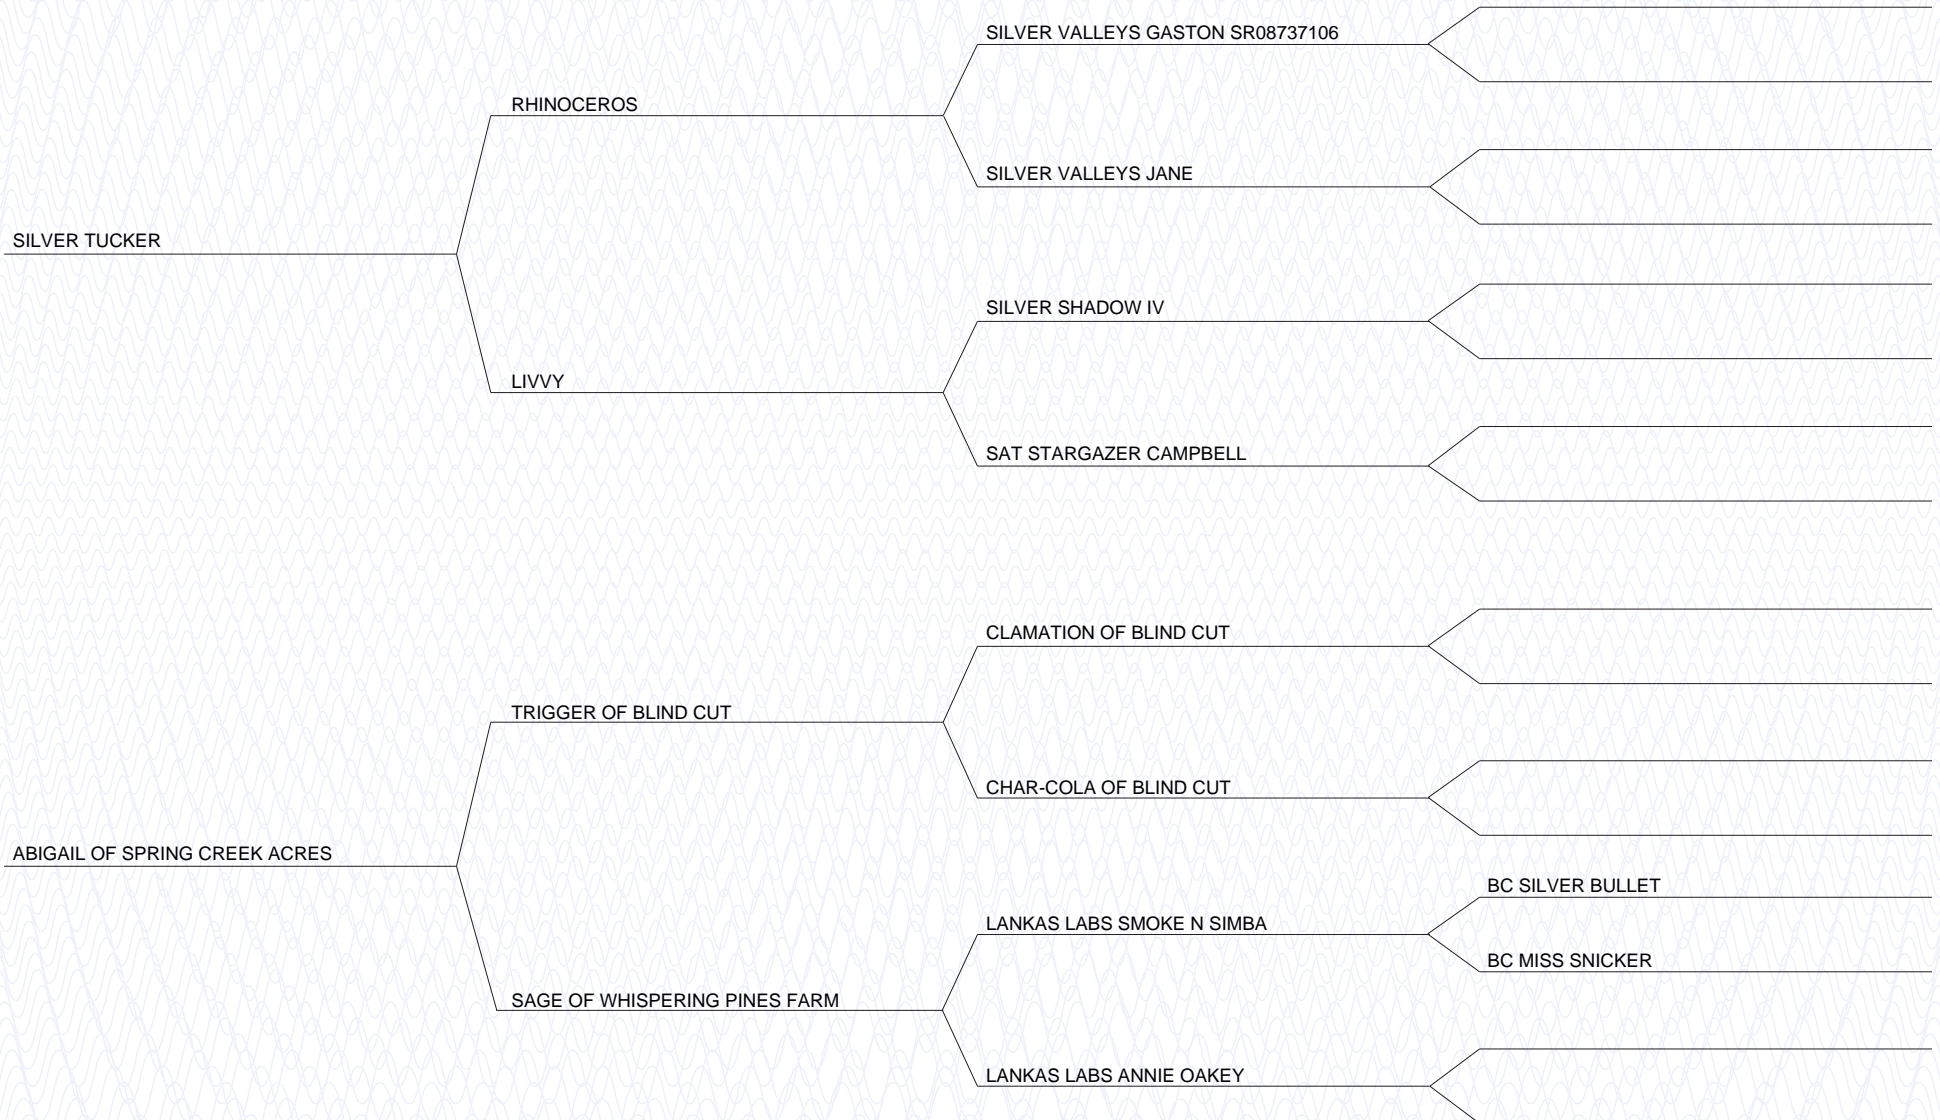 SILVER VALLEYS GASTON SR08737106
RHINOCEROS
SILVER VALLEYS JANE
SILVER TUCKER
SILVER SHADOW IV
LIVVY
SAT STARGAZER CAMPBELL
CLAMATION OF BLIND CUT
TRIGGER OF BLIND CUT
CHAR-COLA OF BLIND CUT
ABIGAIL OF SPRING CREEK ACRES
BC SILVER BULLET
LANKAS LABS SMOKE N SIMBA
BC MISS SNICKER
SAGE OF WHISPERING PINES FARM
LANKAS LABS ANNIE OAKEY